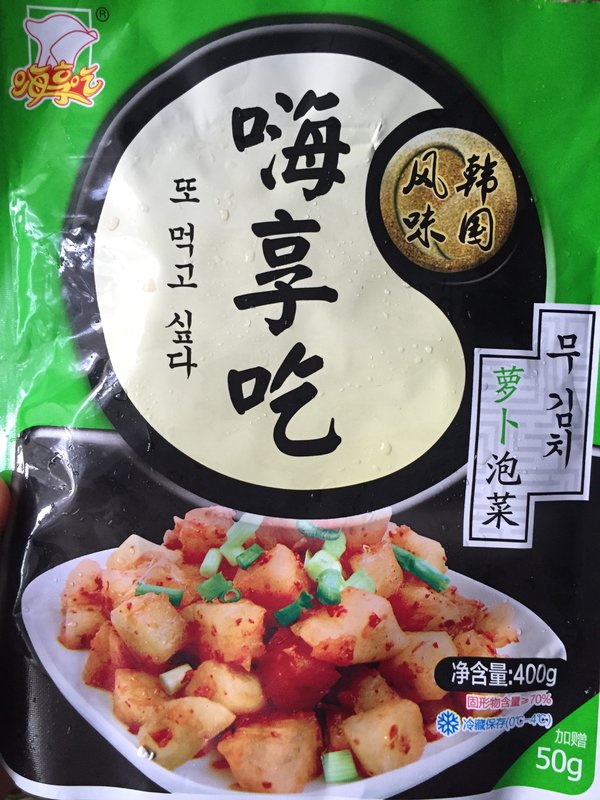 嗨享吃
®
嗨享吃
또 먹고 싶다
韩国
风味
무 김치
萝卜泡菜
净含量:400g
固形物含量≥70%
冷藏保存(0℃~4℃)
加赠
50g